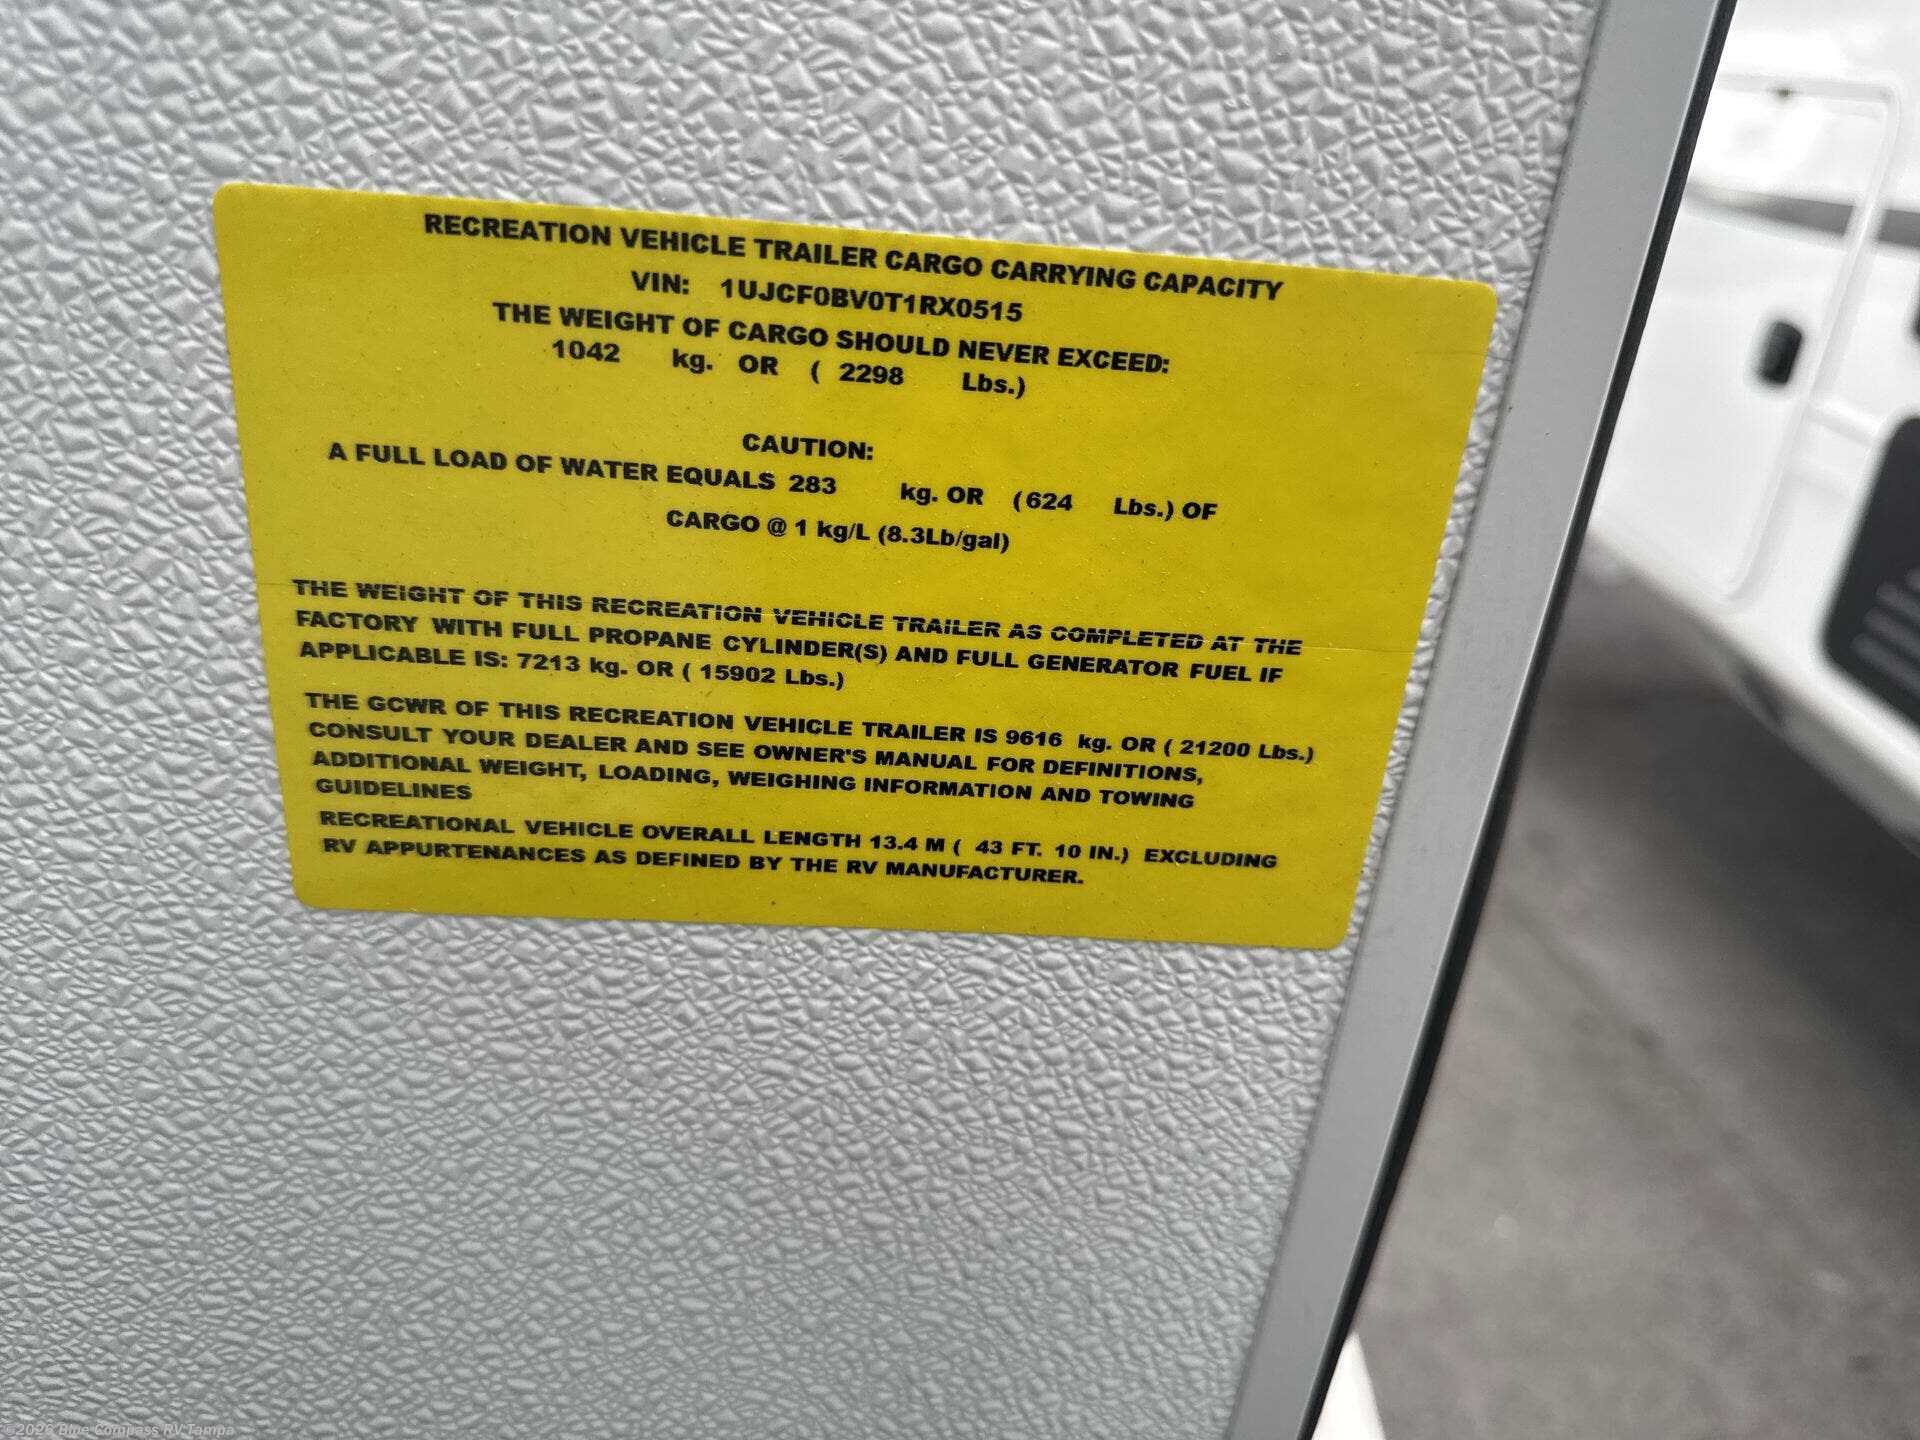 RECREATION VEHICLE TRAILER CARGO CARRYING CAPACITY
VIN: 1UJCF0BV0T1RX0515
THE WEIGHT OF CARGO SHOULD NEVER EXCEED:
1042 kg. OR ( 2298 Lbs.)
CAUTION:
A FULL LOAD OF WATER EQUALS 283 kg. OR (624 Lbs.) OF
CARGO @ 1 kg/L (8.3Lb/gal)
THE WEIGHT OF THIS RECREATION VEHICLE TRAILER AS COMPLETED AT THE
FACTORY WITH FULL PROPANE CYLINDER(S) AND FULL GENERATOR FUEL IF
APPLICABLE IS: 7213 kg. OR ( 15902 Lbs.)
THE GCWR OF THIS RECREATION VEHICLE TRAILER IS 9616 kg. OR ( 21200 Lbs.)
CONSULT YOUR DEALER AND SEE OWNER'S MANUAL FOR DEFINITIONS,
ADDITIONAL WEIGHT, LOADING, WEIGHING INFORMATION AND TOWING
GUIDELINES
RECREATIONAL VEHICLE OVERALL LENGTH 13.4 M ( 43 FT. 10 IN.) EXCLUDING
RV APPURTENANCES AS DEFINED BY THE RV MANUFACTURER.
©2026 Blue Compass RV Tampa